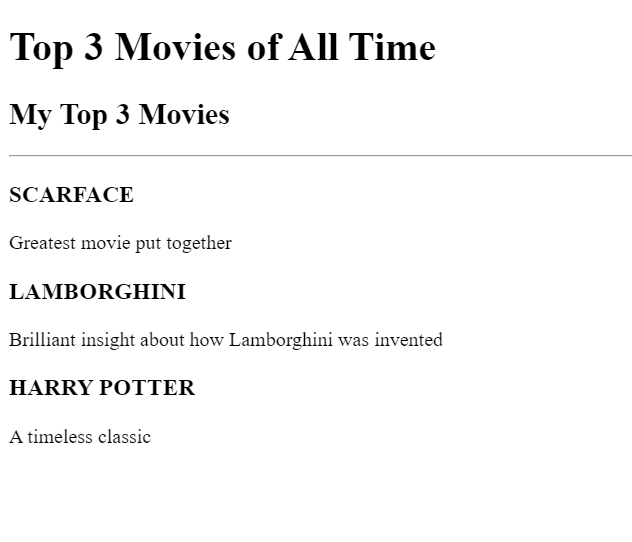 Top 3 Movies of All Time
My Top 3 Movies
SCARFACE
Greatest movie put together
LAMBORGHINI
Brilliant insight about how Lamborghini was invented
HARRY POTTER
A timeless classic